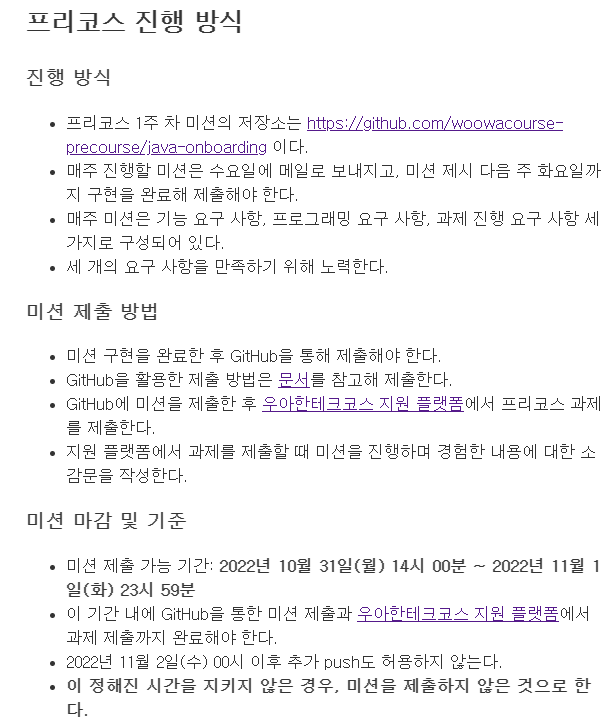 프리코스 진행 방식
진행 방식
• 프리코스 1주 차 미션의 저장소는 https://github.com/woowacourse-
precourse/java-onboarding 이다.
• 매주 진행할 미션은 수요일에 메일로 보내지고, 미션 제시 다음 주 화요일까
지 구현을 완료해 제출해야 한다.
• 매주 미션은 기능 요구 사항, 프로그래밍 요구 사항, 과제 진행 요구 사항 세
가지로 구성되어 있다.
• 세 개의 요구 사항을 만족하기 위해 노력한다.
미션 제출 방법
• 미션 구현을 완료한 후 GitHub을 통해 제출해야 한다.
• GitHub을 활용한 제출 방법은 문서를 참고해 제출한다.
• GitHub에 미션을 제출한 후 우아한테크코스 지원 플랫폼에서 프리코스 과제
를 제출한다.
• 지원 플랫폼에서 과제를 제출할 때 미션을 진행하며 경험한 내용에 대한 소
감문을 작성한다.
미션 마감 및 기준
• 미션 제출 가능 기간: 2022년 10월 31일(월) 14시 00분 ~ 2022년 11월 1
일(화) 23시 59분
• 이 기간 내에 GitHub을 통한 미션 제출과 우아한테크코스 지원 플랫폼에서
과제 제출까지 완료해야 한다.
• 2022년 11월 2일(수) 00시 이후 추가 push도 허용하지 않는다.
• 이 정해진 시간을 지키지 않은 경우, 미션을 제출하지 않은 것으로 한
다.